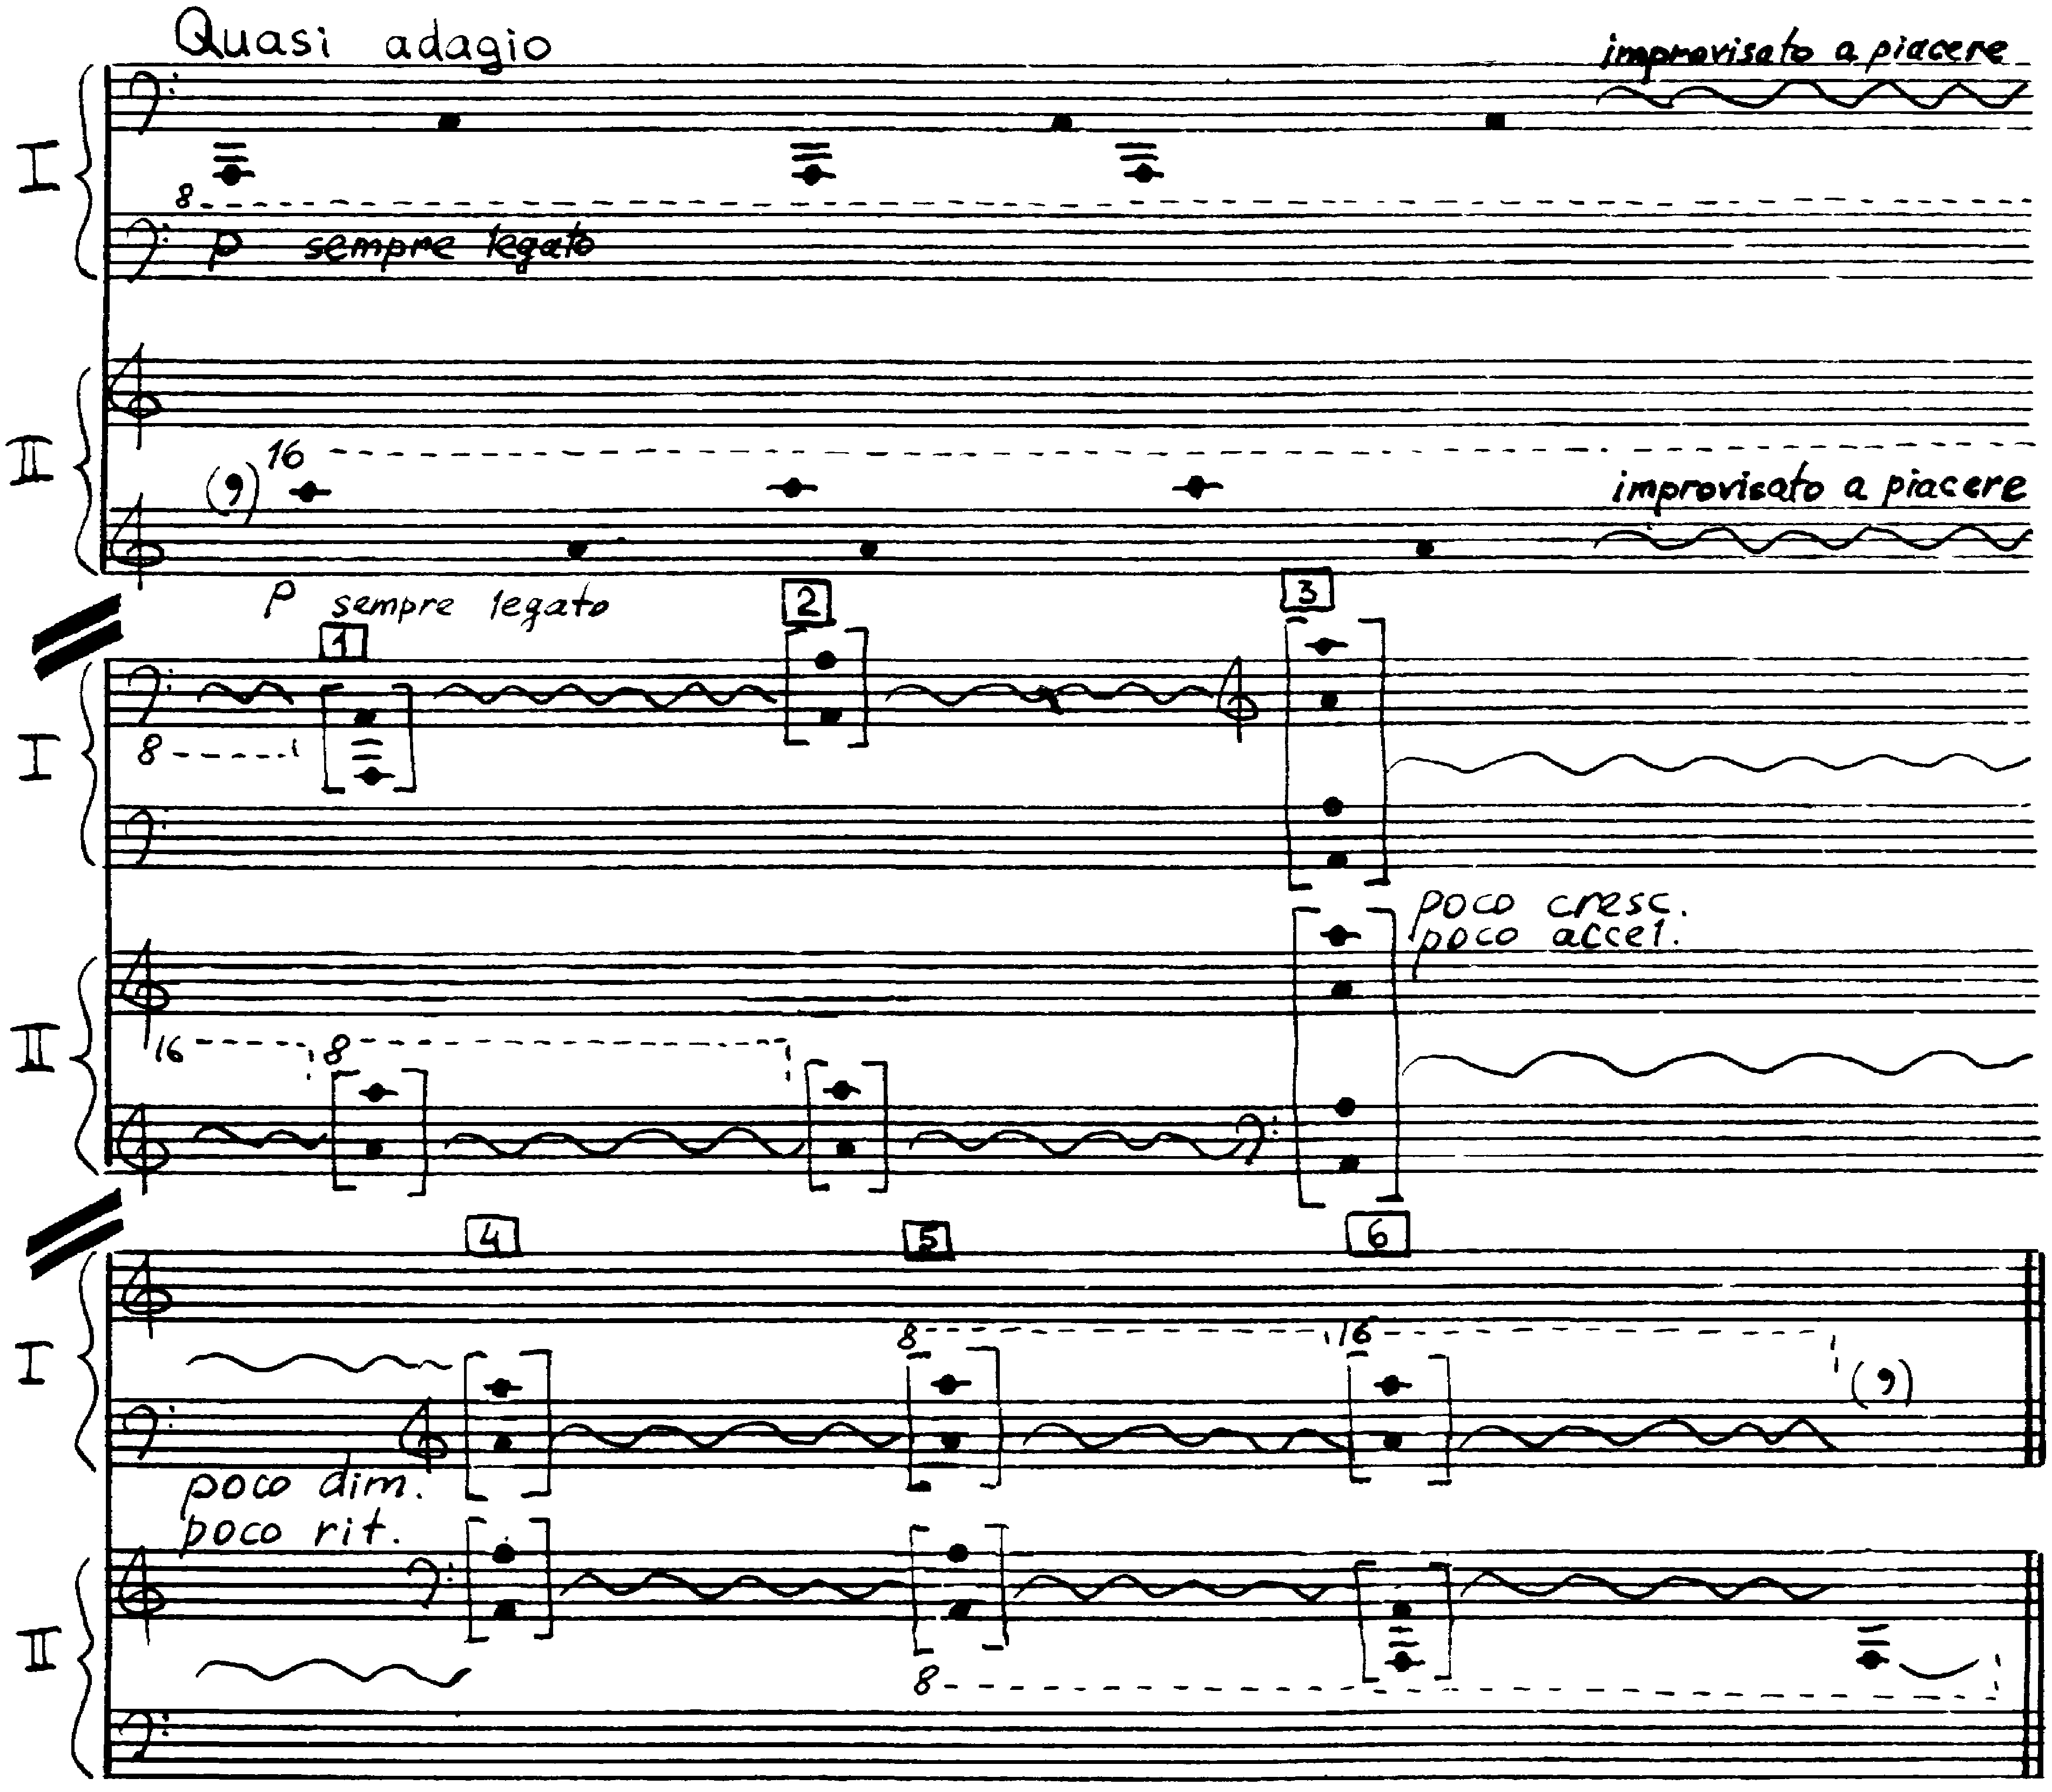 Quasi adagio
improvisato a piacere
I
8
p sempre legato
II
16
(9)
improvisato a piacere
p sempre legato
1
2
3
I
8
poco cresc.
poco accel.
II
16
8
4
5
6
I
8
16
(9)
poco dim.
poco rit.
II
8